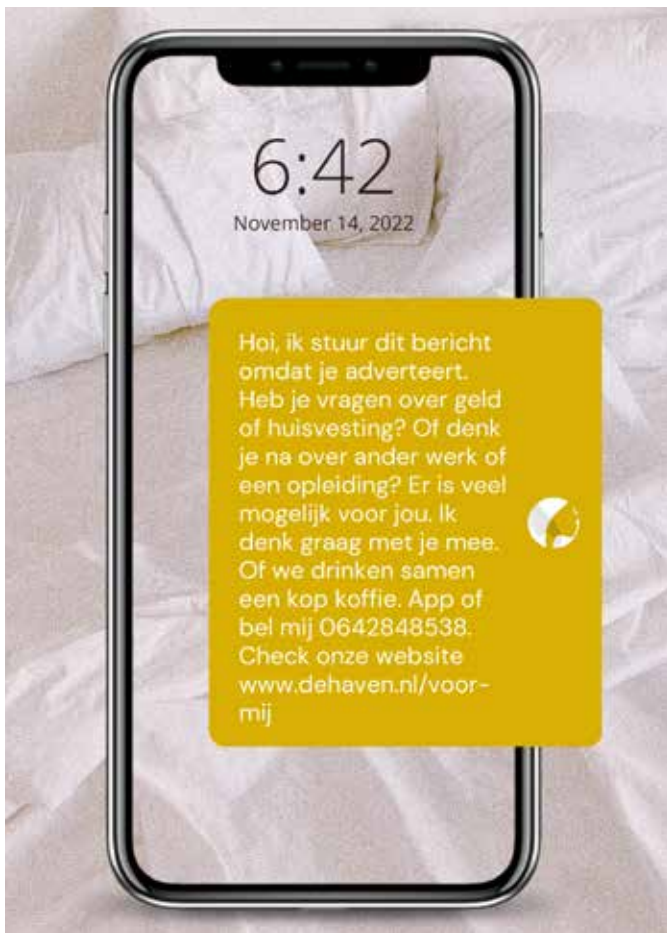 6:42
November 14, 2022
Hoi, ik stuur dit bericht
omdat je adverteert.
Heb je vragen over geld
of huisvesting? Of denk
je na over ander werk of
een opleiding? Er is veel
mogelijk voor jou. Ik
denk graag met je mee.
Of we drinken samen
een kop koffie. App of
bel mij 0642848538.
Check onze website
www.dehaven.nl/voor-
mij